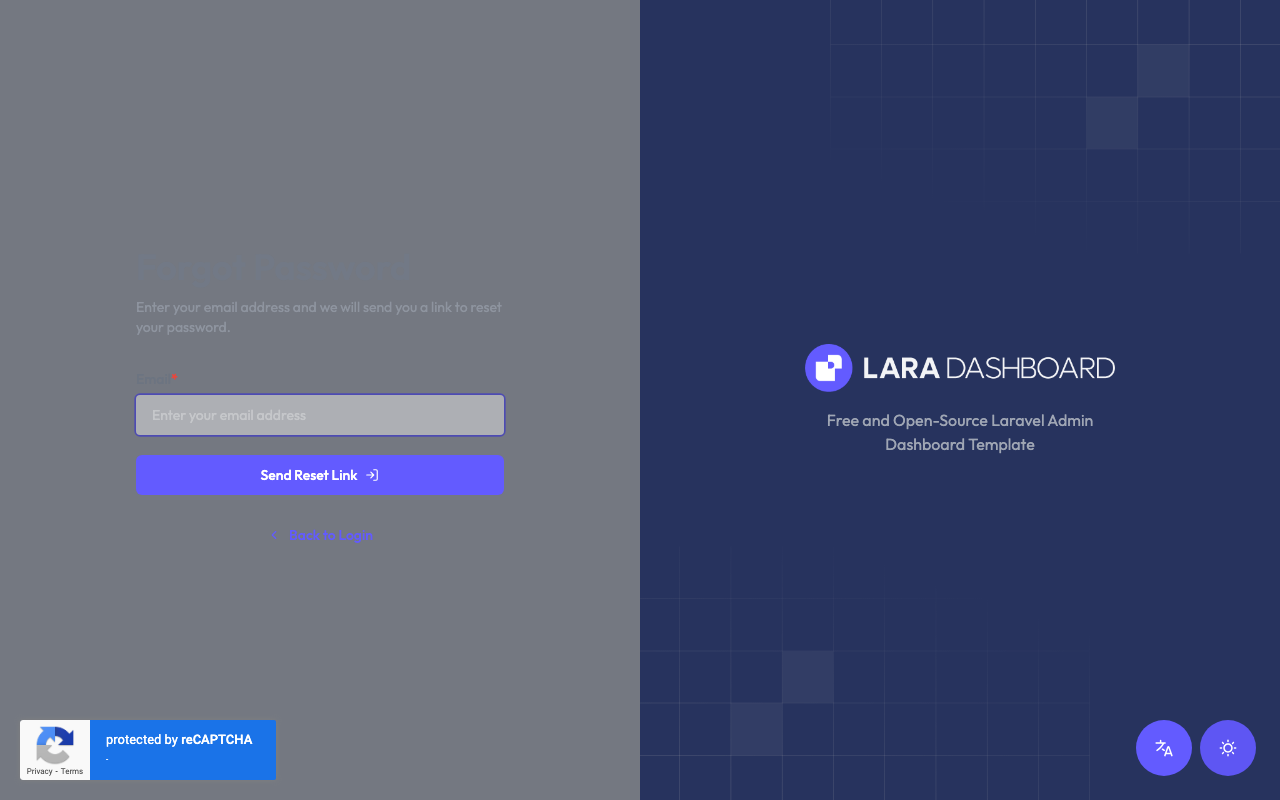 Enter your email address and we will send you a link to reset
your password.
Email*
Enter your email address
Send Reset Link
Back to Login
protected by reCAPTCHA
Privacy - Terms
LARA DASHBOARD
Free and Open-Source Laravel Admin
Dashboard Template